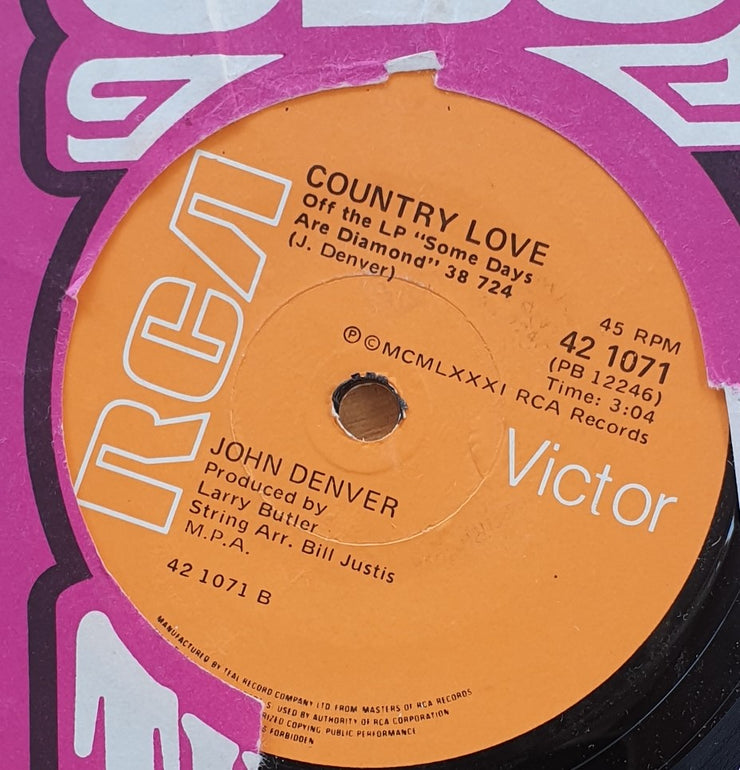 RCA
COUNTRY LOVE
Off the LP "Some Days
Are Diamond" 38 724
(J. Denver)
45 RPM
42 1071
(PB 12246)
Time: 3:04
ⓅⒸMCMLXXXI RCA Records
Victor
JOHN DENVER
Produced by
Larry Butler
String Arr. Bill Justis
M.P.A.
42 1071 B
MANUFACTURED BY TEAL RECORD COMPANY LTD. FROM MASTERS OF RCA RECORDS
USED BY AUTHORITY OF RCA CORPORATION
COPYING PUBLIC PERFORMANCE
FORBIDDEN